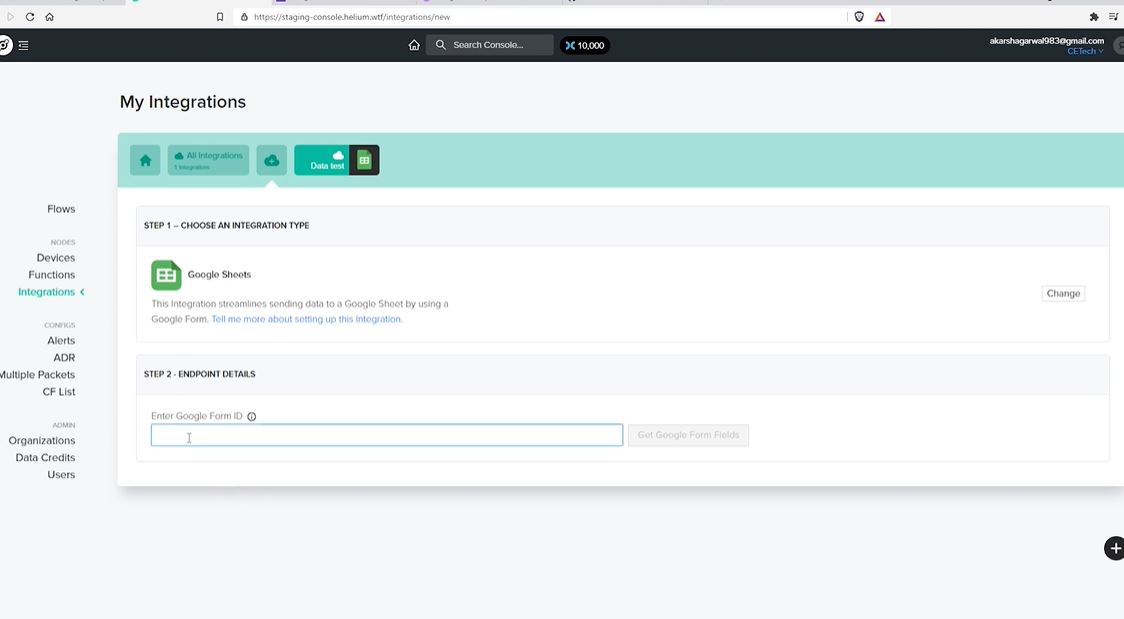 https://staging-console.helium.wtf/integrations/new
Search Console...
10,000
akarshagarwal983@gmail.com
CETech
My Integrations
All Integrations
1 Integrations
Data test
Flows
NODES
Devices
Functions
Integrations
CONFIGS
Alerts
ADR
Multiple Packets
CF List
ADMIN
Organizations
Data Credits
Users
STEP 1 – CHOOSE AN INTEGRATION TYPE
Google Sheets
This Integration streamlines sending data to a Google Sheet by using a
Google Form. Tell me more about setting up this Integration.
Change
STEP 2 - ENDPOINT DETAILS
Enter Google Form ID
Get Google Form Fields